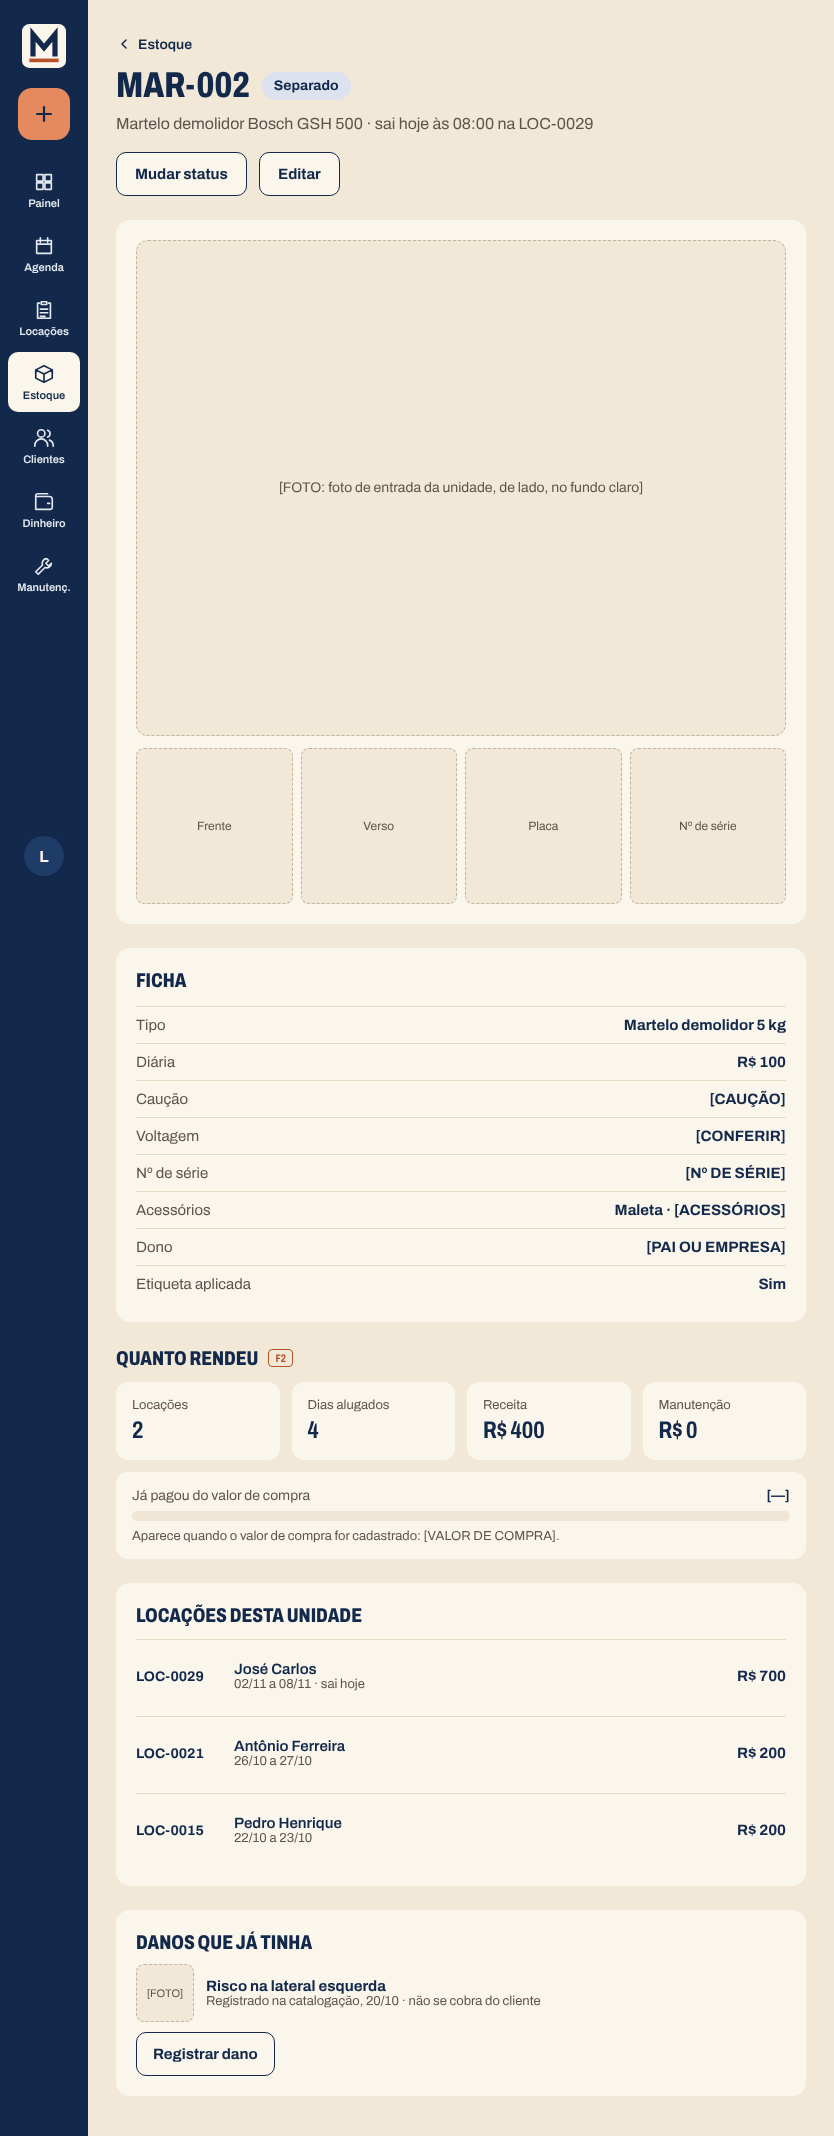 M
Estoque
MAR-002 Separado
Martelo demolidor Bosch GSH 500 · sai hoje às 08:00 na LOC-0029
Mudar status Editar
Painel
Agenda
Locações
Estoque
Clientes
Dinheiro
Manutenç.
L
[FOTO: foto de entrada da unidade, de lado, no fundo claro]
Frente Verso Placa Nº de série
FICHA
Tipo Martelo demolidor 5 kg
Diária R$ 100
Caução [CAUÇÃO]
Voltagem [CONFERIR]
Nº de série [Nº DE SÉRIE]
Acessórios Maleta · [ACESSÓRIOS]
Dono [PAI OU EMPRESA]
Etiqueta aplicada Sim
QUANTO RENDEU F2
Locações Dias alugados Receita Manutenção
2 4 R$ 400 R$ 0
Já pagou do valor de compra [—]
Aparece quando o valor de compra for cadastrado: [VALOR DE COMPRA].
LOCAÇÕES DESTA UNIDADE
LOC-0029 José Carlos R$ 700
02/11 a 08/11 · sai hoje
LOC-0021 Antônio Ferreira R$ 200
26/10 a 27/10
LOC-0015 Pedro Henrique R$ 200
22/10 a 23/10
DANOS QUE JÁ TINHA
[FOTO] Risco na lateral esquerda
Registrado na catalogação, 20/10 · não se cobra do cliente
Registrar dano